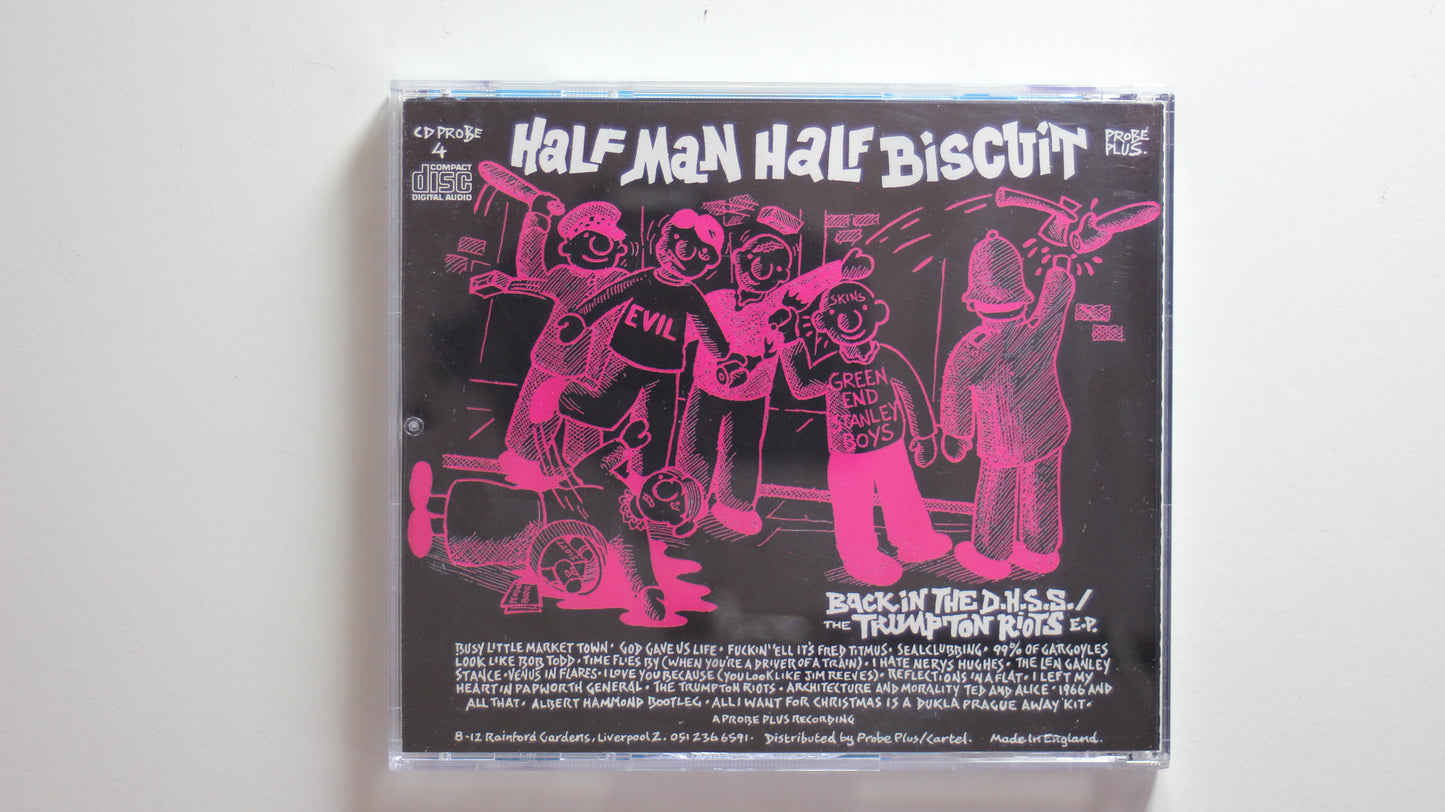 CD PROBE
4
COMPACT
disc
DIGITAL AUDIO
HALF MAN HALF BISCUIT
PROBE
PLUS.
EVIL
SKINS
GREEN
END
STANLEY
BOYS
BACK IN THE D.H.S.S./
THE TRUMPTON RIOTS E.P.
BUSY LITTLE MARKET TOWN · GOD GAVE US LIFE · FUCKIN' 'ELL IT'S FRED TITMUS · SEALCLUBBING · 99% OF GARGOYLES
LOOK LIKE BOB TODD · TIME FLIES BY (WHEN YOU'RE A DRIVER OF A TRAIN) · I HATE NERYS HUGHES · THE LEN GANLEY
STANCE · VENUS IN FLARES · I LOVE YOU BECAUSE (YOU LOOK LIKE JIM REEVES) · REFLECTIONS IN A FLAT · I LEFT MY
HEART IN PAPWORTH GENERAL · THE TRUMPTON RIOTS · ARCHITECTURE AND MORALITY TED AND ALICE · 1966 AND
ALL THAT · ALBERT HAMMOND BOOTLEG · ALL I WANT FOR CHRISTMAS IS A DUKLA PRAGUE AWAY KIT ·
A PROBE PLUS RECORDING
8-12 Rainford Gardens, Liverpool 2. 051 236 6591. Distributed by Probe Plus/Cartel. Made In England.